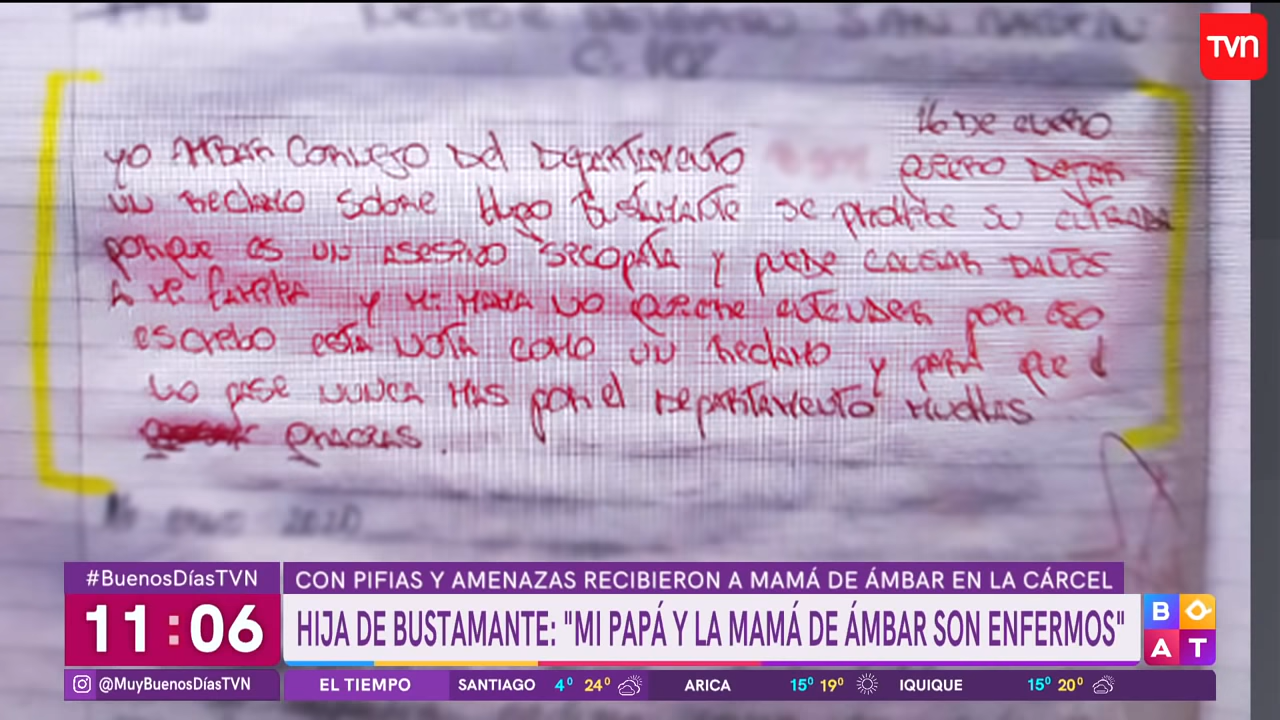 TVN
16 DE ENERO
yo AMBAR CORNEJO DEL DEPARTAMENTO QUIERO DEJAR
UN RECLAMO SOBRE Hugo BUSTAMANTE se prohibe su ENTRADA
porque es UN ASESINO SECOPATA y puede CAUSAR DAÑOS
A MI FAMILIA y MI MAMA NO QUIERE ENTENDER por eso
escribo esta NOTA COMO UN RECLAMO y para que el
no pase NUNCA MAS por el DEPARTAMENTO MUCHAS
gracias.
#BuenosDíasTVN
CON PIFIAS Y AMENAZAS RECIBIERON A MAMÁ DE ÁMBAR EN LA CÁRCEL
11:06
HIJA DE BUSTAMANTE: "MI PAPÁ Y LA MAMÁ DE ÁMBAR SON ENFERMOS"
B
A T
@MuyBuenosDíasTVN
EL TIEMPO SANTIAGO 4° 24° ARICA 15° 19° IQUIQUE 15° 20°